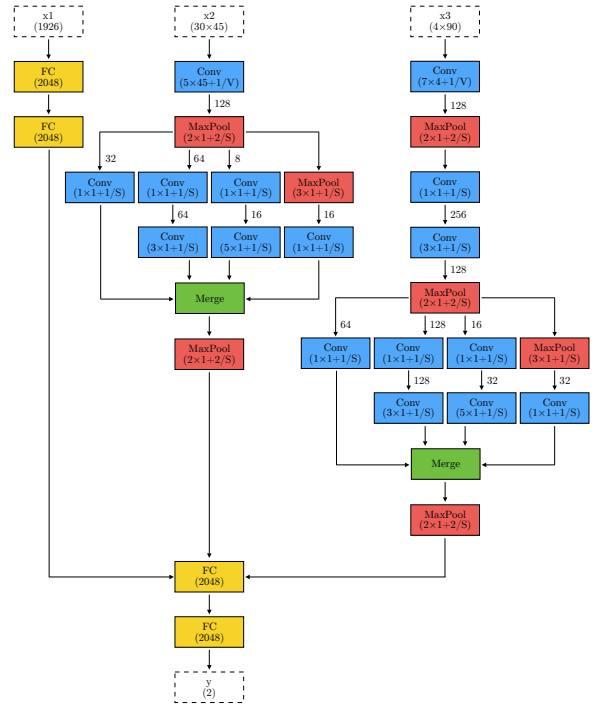 x1
(1926)
x2
(30×45)
x3
(4×90)
FC
(2048)
Conv
(5×45+1/V)
Conv
(7×4+1/V)
128
128
FC
(2048)
MaxPool
(2×1+2/S)
MaxPool
(2×1+2/S)
32
64
8
Conv
(1×1+1/S)
Conv
(1×1+1/S)
Conv
(1×1+1/S)
MaxPool
(3×1+1/S)
Conv
(1×1+1/S)
64
16
16
256
Conv
(3×1+1/S)
Conv
(5×1+1/S)
Conv
(1×1+1/S)
Conv
(3×1+1/S)
128
Merge
MaxPool
(2×1+2/S)
64
128
16
MaxPool
(2×1+2/S)
Conv
(1×1+1/S)
Conv
(1×1+1/S)
Conv
(1×1+1/S)
MaxPool
(3×1+1/S)
128
32
32
Conv
(3×1+1/S)
Conv
(5×1+1/S)
Conv
(1×1+1/S)
Merge
MaxPool
(2×1+2/S)
FC
(2048)
FC
(2048)
y
(2)